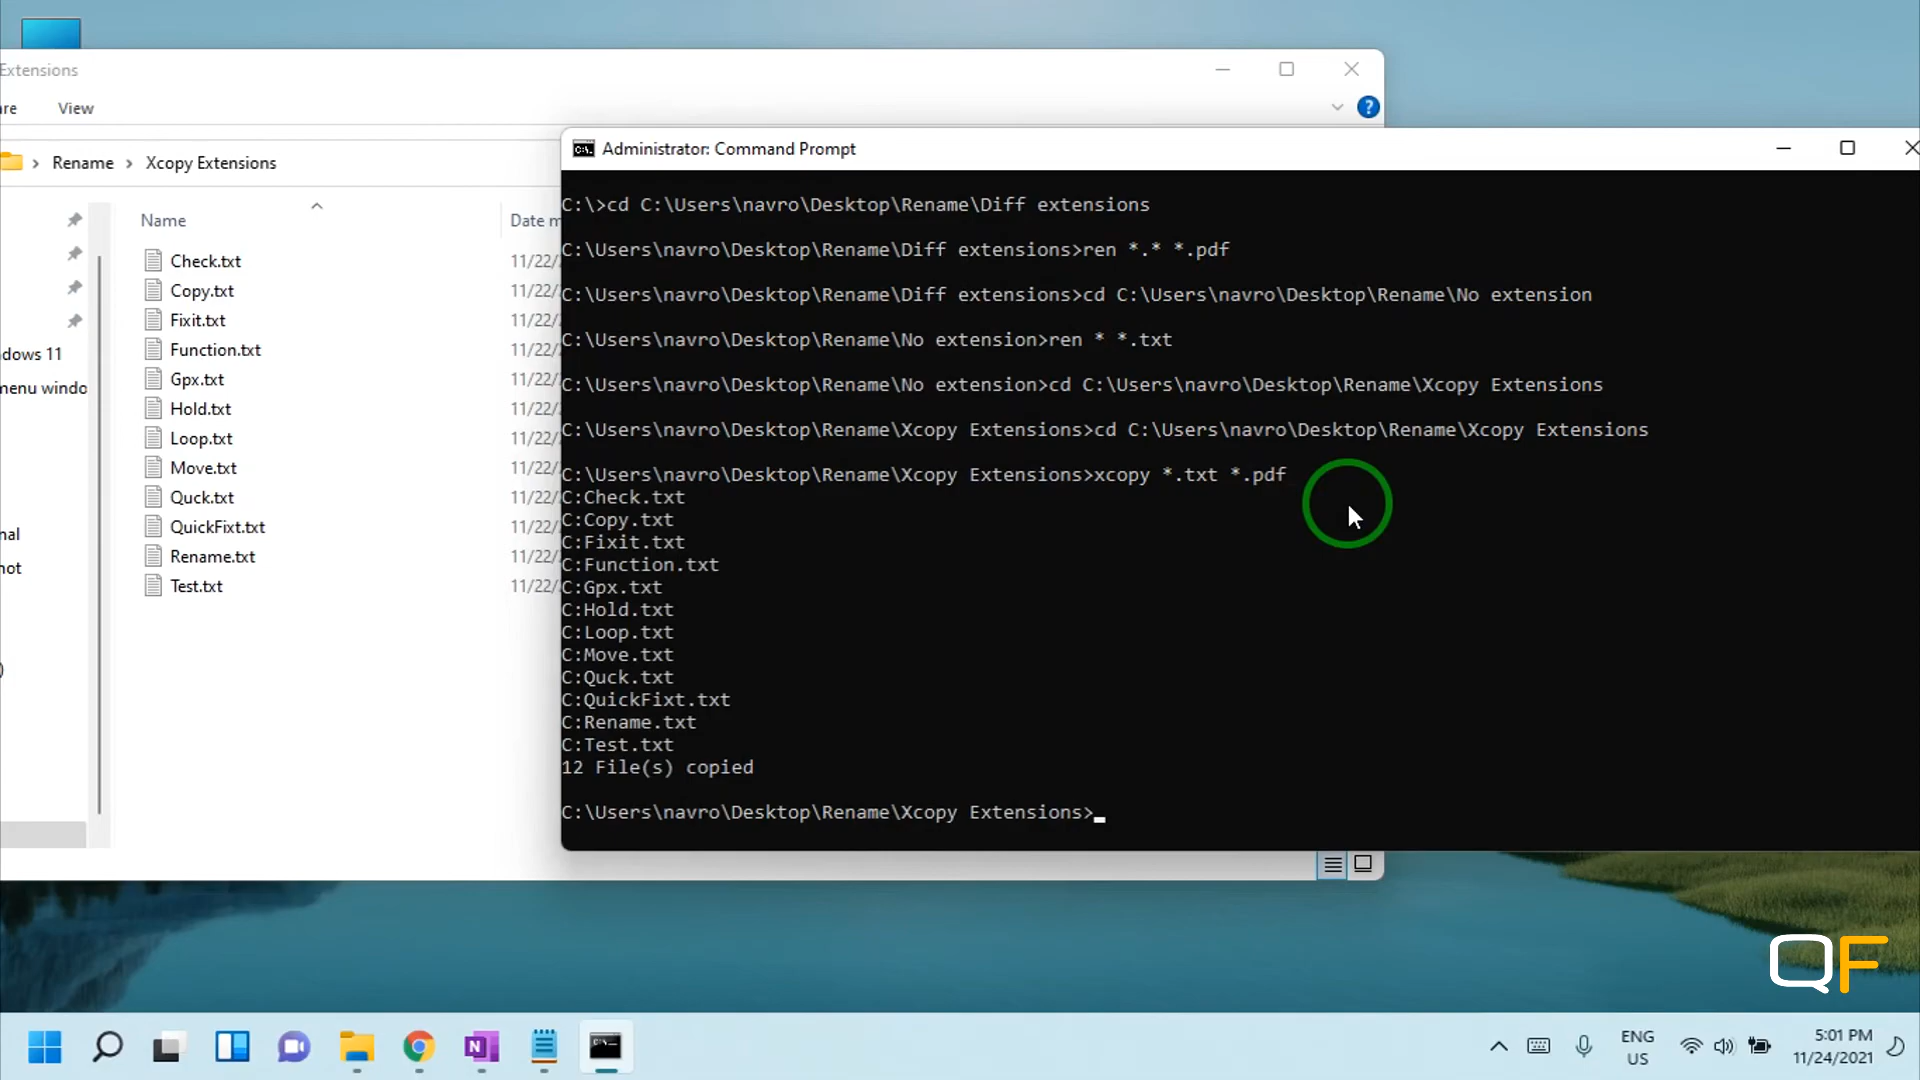 Extensions
re
View
?
Rename > Xcopy Extensions
Name
Date m
Check.txt 11/22/
Copy.txt 11/22/
Fixit.txt 11/22/
Function.txt 11/22/
Gpx.txt 11/22/
Hold.txt 11/22/
Loop.txt 11/22/
Move.txt 11/22/
Quck.txt 11/22/
QuickFixt.txt 11/22/
Rename.txt 11/22/
Test.txt 11/22/
dows 11
menu windo
nal
not
)
Administrator: Command Prompt
C:\>cd C:\Users\navro\Desktop\Rename\Diff extensions
C:\Users\navro\Desktop\Rename\Diff extensions>ren *.* *.pdf
C:\Users\navro\Desktop\Rename\Diff extensions>cd C:\Users\navro\Desktop\Rename\No extension
C:\Users\navro\Desktop\Rename\No extension>ren * *.txt
C:\Users\navro\Desktop\Rename\No extension>cd C:\Users\navro\Desktop\Rename\Xcopy Extensions
C:\Users\navro\Desktop\Rename\Xcopy Extensions>cd C:\Users\navro\Desktop\Rename\Xcopy Extensions
C:\Users\navro\Desktop\Rename\Xcopy Extensions>xcopy *.txt *.pdf
C:Check.txt
C:Copy.txt
C:Fixit.txt
C:Function.txt
C:Gpx.txt
C:Hold.txt
C:Loop.txt
C:Move.txt
C:Quck.txt
C:QuickFixt.txt
C:Rename.txt
C:Test.txt
12 File(s) copied
C:\Users\navro\Desktop\Rename\Xcopy Extensions>_
QF
ENG
US
5:01 PM
11/24/2021